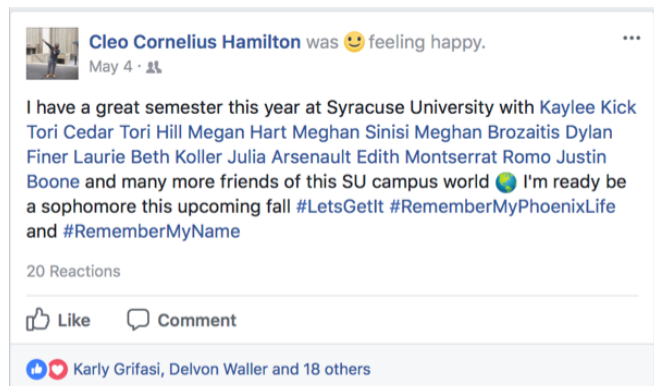 Cleo Cornelius Hamilton was feeling happy.
May 4 ·
I have a great semester this year at Syracuse University with Kaylee Kick
Tori Cedar Tori Hill Megan Hart Meghan Sinisi Meghan Brozaitis Dylan
Finer Laurie Beth Koller Julia Arsenault Edith Montserrat Romo Justin
Boone and many more friends of this SU campus world 🌎 I'm ready be
a sophomore this upcoming fall #LetsGetIt #RememberMyPhoenixLife
and #RememberMyName
20 Reactions
Like Comment
Karly Grifasi, Delvon Waller and 18 others